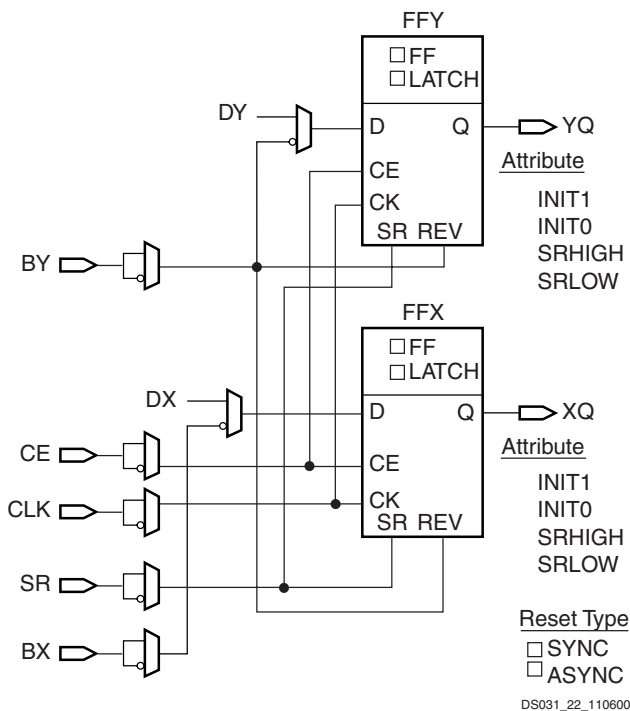 FFY
FF
LATCH
DY
D
Q
YQ
CE
CK
SR REV
Attribute
INIT1
INIT0
SRHIGH
SRLOW
BY
FFX
FF
LATCH
DX
D
Q
XQ
CE
CE
CLK
CK
SR REV
Attribute
INIT1
INIT0
SRHIGH
SRLOW
SR
BX
Reset Type
SYNC
ASYNC
DS031_22_110600